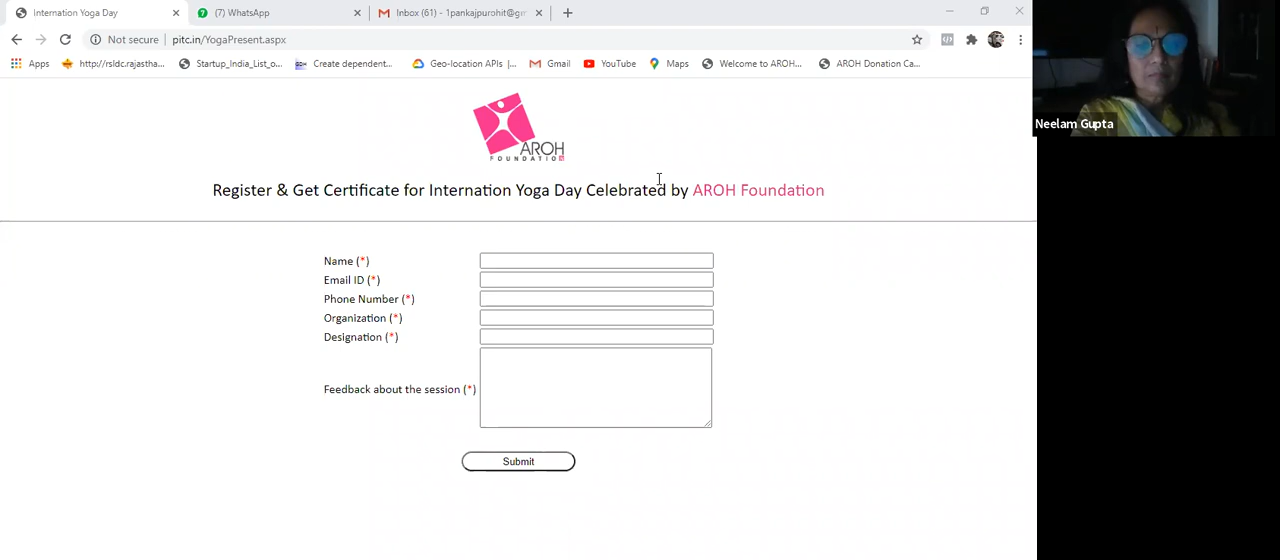 Internation Yoga Day
(7) WhatsApp
Inbox (61) - 1pankajpurohit@gm
Not secure | pitc.in/YogaPresent.aspx
Apps
http://rsldc.rajastha...
Startup_India_List_o...
Create dependent...
Geo-location APIs |...
Gmail
YouTube
Maps
Welcome to AROH...
AROH Donation Ca...
Neelam Gupta
AROH
FOUNDATION
Register & Get Certificate for Internation Yoga Day Celebrated by AROH Foundation
Name (*)
Email ID (*)
Phone Number (*)
Organization (*)
Designation (*)
Feedback about the session (*)
Submit